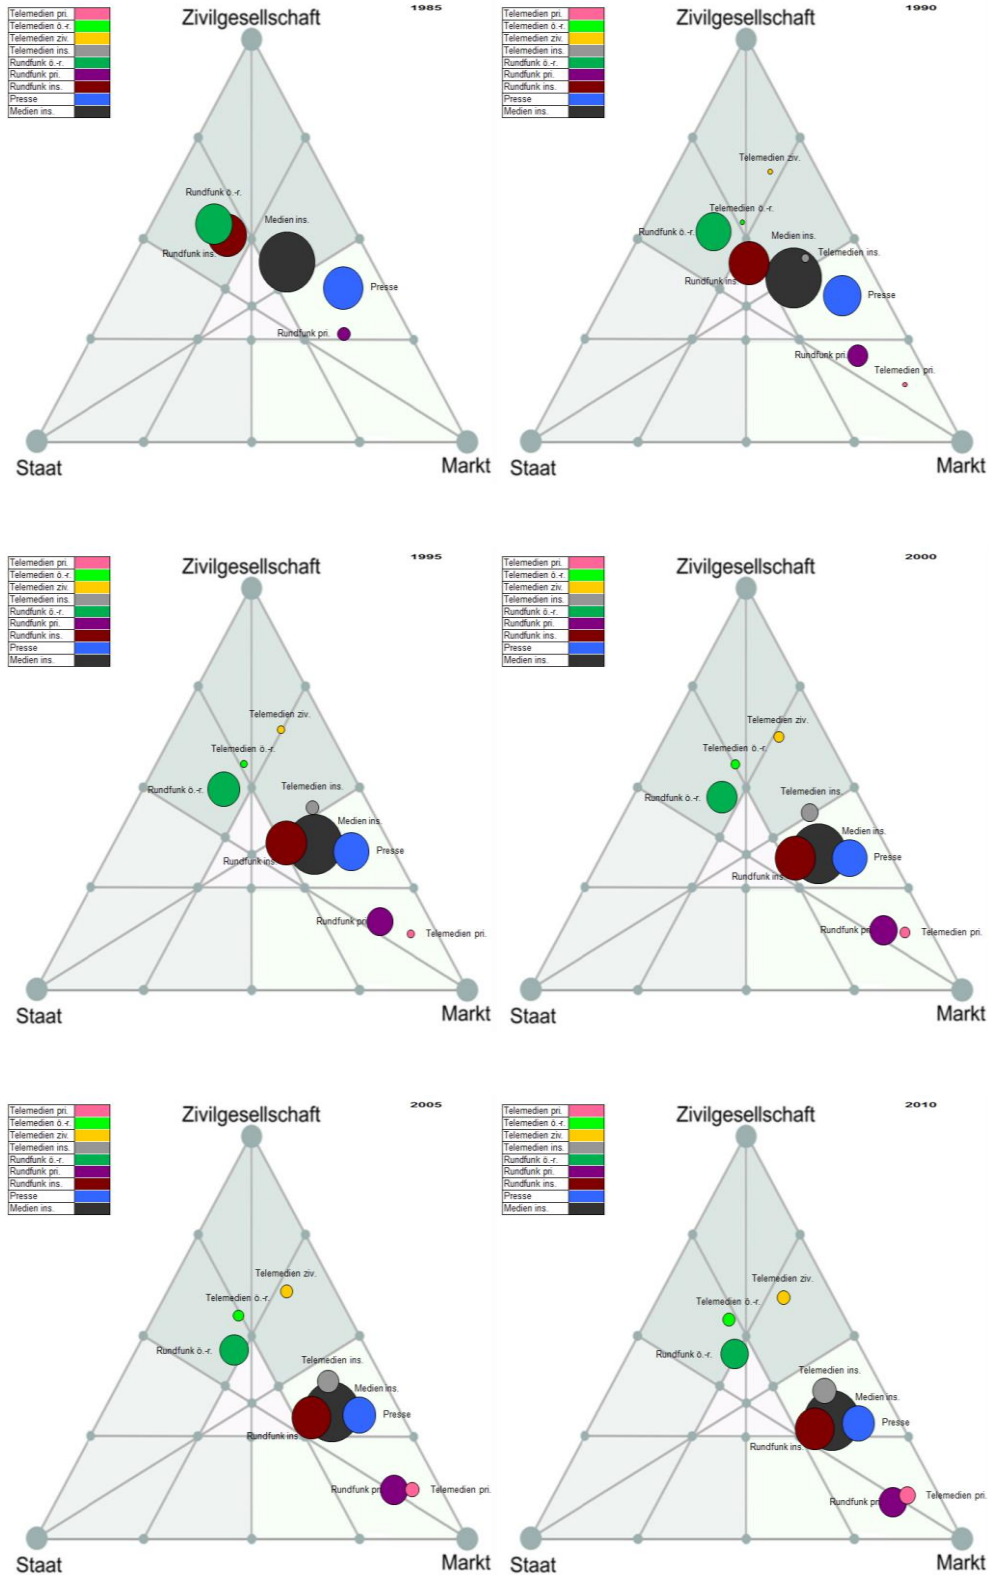 Telemedien pri.
Telemedien ö.-r.
Telemedien ziv.
Telemedien ins.
Rundfunk ö.-r.
Rundfunk pri.
Rundfunk ins.
Presse
Medien ins.
Zivilgesellschaft
1985
Rundfunk ö.-r.
Medien ins.
Rundfunk ins.
Presse
Rundfunk pri.
Staat
Markt
Telemedien pri.
Telemedien ö.-r.
Telemedien ziv.
Telemedien ins.
Rundfunk ö.-r.
Rundfunk pri.
Rundfunk ins.
Presse
Medien ins.
Zivilgesellschaft
1990
Telemedien ziv.
Telemedien ö.-r.
Rundfunk ö.-r.
Medien ins.
Telemedien ins.
Rundfunk ins.
Presse
Rundfunk pri.
Telemedien pri.
Staat
Markt
Telemedien pri.
Telemedien ö.-r.
Telemedien ziv.
Telemedien ins.
Rundfunk ö.-r.
Rundfunk pri.
Rundfunk ins.
Presse
Medien ins.
Zivilgesellschaft
1995
Telemedien ziv.
Telemedien ö.-r.
Telemedien ins.
Rundfunk ö.-r.
Medien ins.
Presse
Rundfunk ins.
Rundfunk pri
Telemedien pri.
Staat
Markt
Telemedien pri.
Telemedien ö.-r.
Telemedien ziv.
Telemedien ins.
Rundfunk ö.-r.
Rundfunk pri.
Rundfunk ins.
Presse
Medien ins.
Zivilgesellschaft
2000
Telemedien ziv.
Telemedien ö.-r.
Telemedien ins.
Rundfunk ö.-r.
Medien ins.
Presse
Rundfunk ins.
Rundfunk pri
Telemedien pri.
Staat
Markt
Telemedien pri.
Telemedien ö.-r.
Telemedien ziv.
Telemedien ins.
Rundfunk ö.-r.
Rundfunk pri.
Rundfunk ins.
Presse
Medien ins.
Zivilgesellschaft
2005
Telemedien ziv.
Telemedien ö.-r.
Rundfunk ö.-r.
Telemedien ins.
Medien ins.
Presse
Rundfunk ins.
Rundfunk pri
Telemedien pri.
Staat
Markt
Telemedien pri.
Telemedien ö.-r.
Telemedien ziv.
Telemedien ins.
Rundfunk ö.-r.
Rundfunk pri.
Rundfunk ins.
Presse
Medien ins.
Zivilgesellschaft
2010
Telemedien ziv.
Telemedien ö.-r.
Rundfunk ö.-r.
Telemedien ins.
Medien ins.
Presse
Rundfunk ins.
Rundfunk pri
Telemedien pri.
Staat
Markt